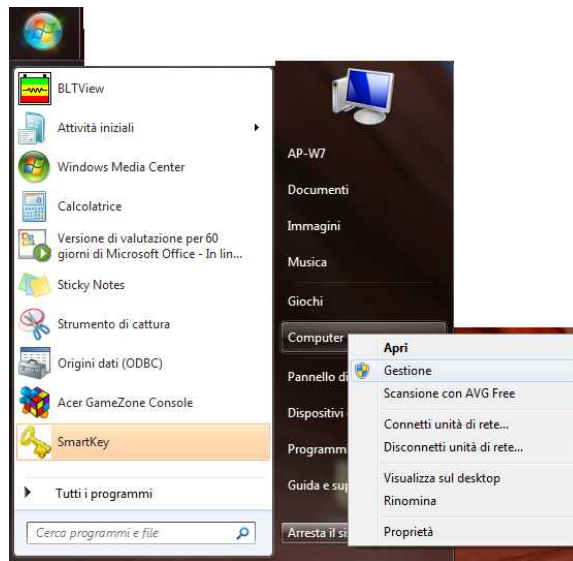 BLTView
Attività iniziali
Windows Media Center
Calcolatrice
Versione di valutazione per 60
giorni di Microsoft Office - In lin...
Sticky Notes
Strumento di cattura
Origini dati (ODBC)
Acer GameZone Console
SmartKey
Tutti i programmi
Cerca programmi e file
AP-W7
Documenti
Immagini
Musica
Giochi
Computer
Pannello di
Dispositivi
Programm
Guida e sup
Arresta il si
Apri
Gestione
Scansione con AVG Free
Connetti unità di rete...
Disconnetti unità di rete...
Visualizza sul desktop
Rinomina
Proprietà